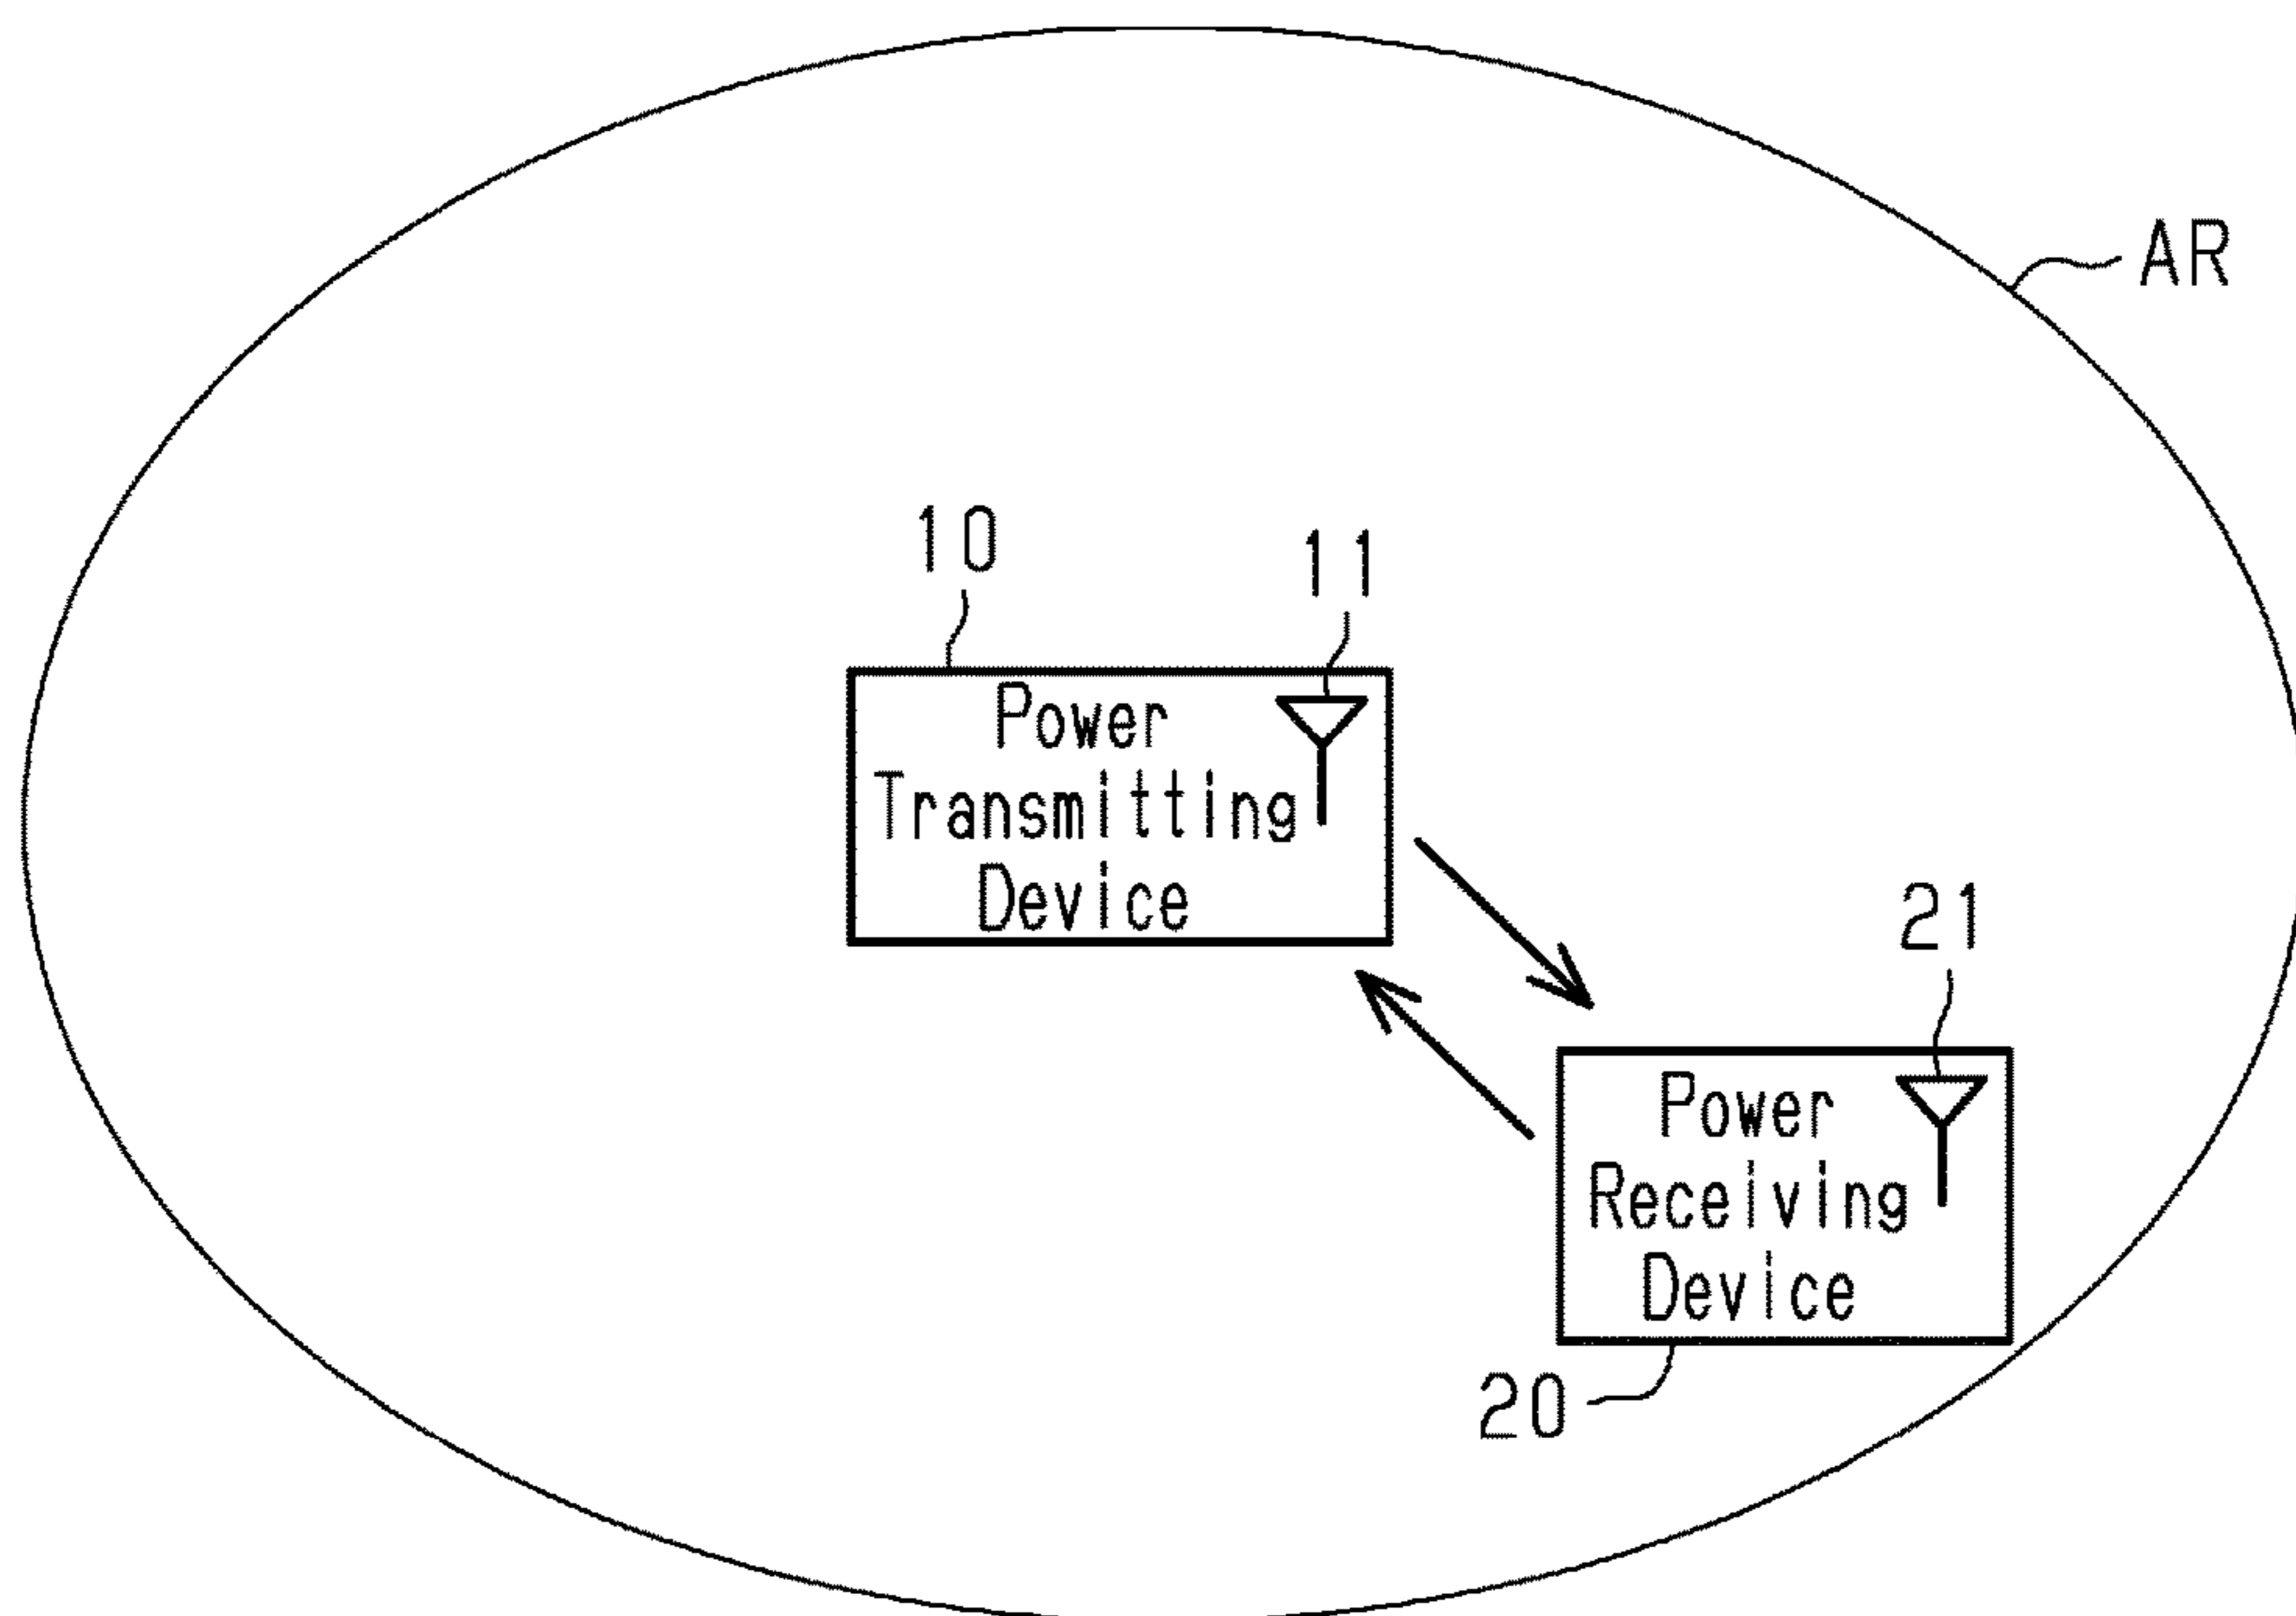 AR
10
11
Power
Transmitting
Device
21
Power
Receiving
Device
20